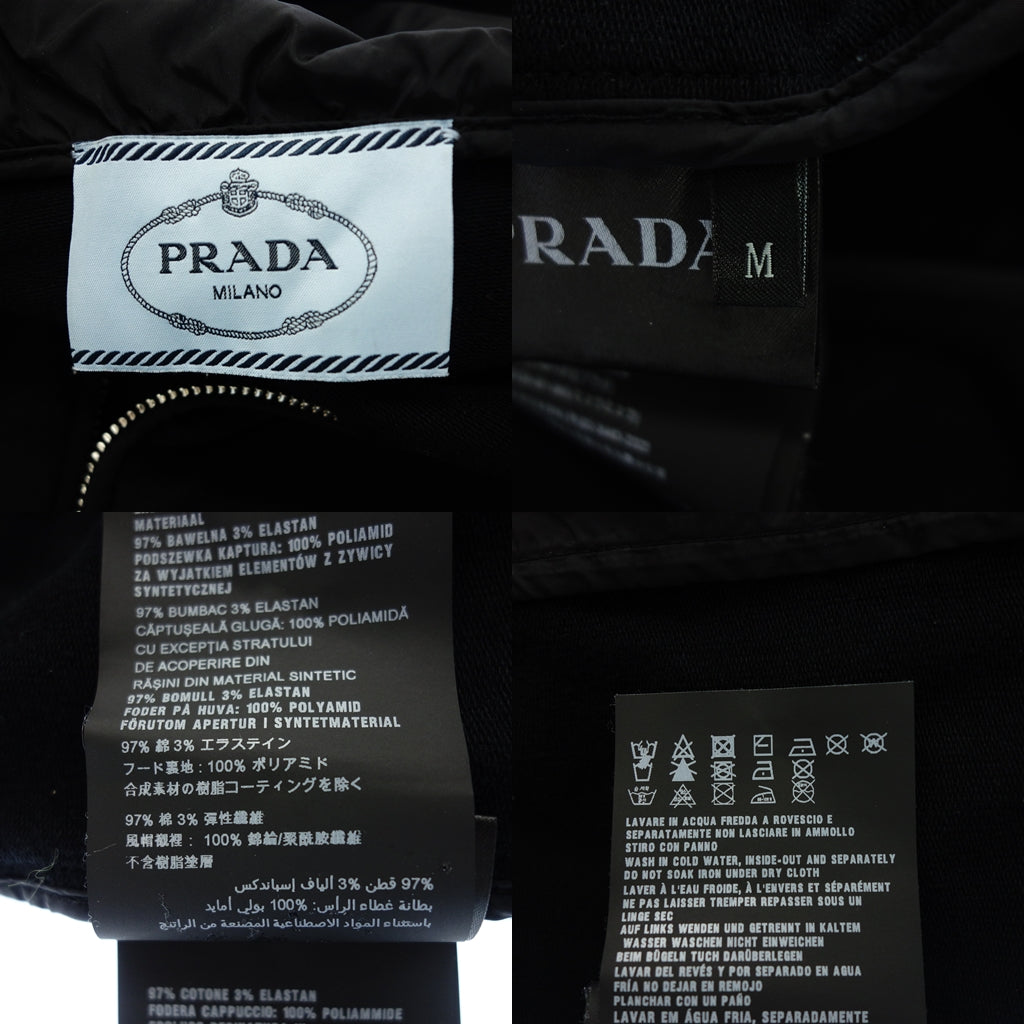 PRADA
MILANO
PRADA
M
MATERIAAL
97% BAWELNA 3% ELASTAN
PODSZEWKA KAPTURA: 100% POLIAMID
ZA WYJATKIEM ELEMENTÓW Z ZYWICY
SYNTETYCZNEJ
97% BUMBAC 3% ELASTAN
CĂPTUȘEALĂ GLUGĂ: 100% POLIAMIDĂ
CU EXCEPȚIA STRATULUI
DE ACOPERIRE DIN
RĂȘINI DIN MATERIAL SINTETIC
97% BOMULL 3% ELASTAN
FODER PÅ HUVA: 100% POLYAMID
FÖRUTOM APERTUR I SYNTETMATERIAL
97% 綿 3% エラステイン
フード裏地 : 100% ポリアミド
合成素材の樹脂コーティングを除く
97% 棉 3% 彈性纖維
風帽襯裡 : 100% 錦綸/聚酰胺纖維
不含樹脂塗層
97% قطن 3% ألياف إسباندكس
بطانة غطاء الرأس: 100% بولي أمايد
باستثناء المواد الاصطناعية المصنعة من الراتنج
97% COTONE 3% ELASTAN
FODERA CAPPUCCIO: 100% POLIAMMIDE
LAVARE IN ACQUA FREDDA A ROVESCIO E
SEPARATAMENTE NON LASCIARE IN AMMOLLO
STIRO CON PANNO
WASH IN COLD WATER, INSIDE-OUT AND SEPARATELY
DO NOT SOAK IRON UNDER DRY CLOTH
LAVER À L'EAU FROIDE, À L'ENVERS ET SÉPARÉMENT
NE PAS LAISSER TREMPER REPASSER SOUS UN
LINGE SEC
AUF LINKS WENDEN UND GETRENNT IN KALTEM
WASSER WASCHEN NICHT EINWEICHEN
BEIM BÜGELN TUCH DARÜBERLEGEN
LAVAR DEL REVÉS Y POR SEPARADO EN AGUA
FRÍA NO DEJAR EN REMOJO
PLANCHAR CON UN PAÑO
LAVAR EM ÁGUA FRIA, SEPARADAMENTE